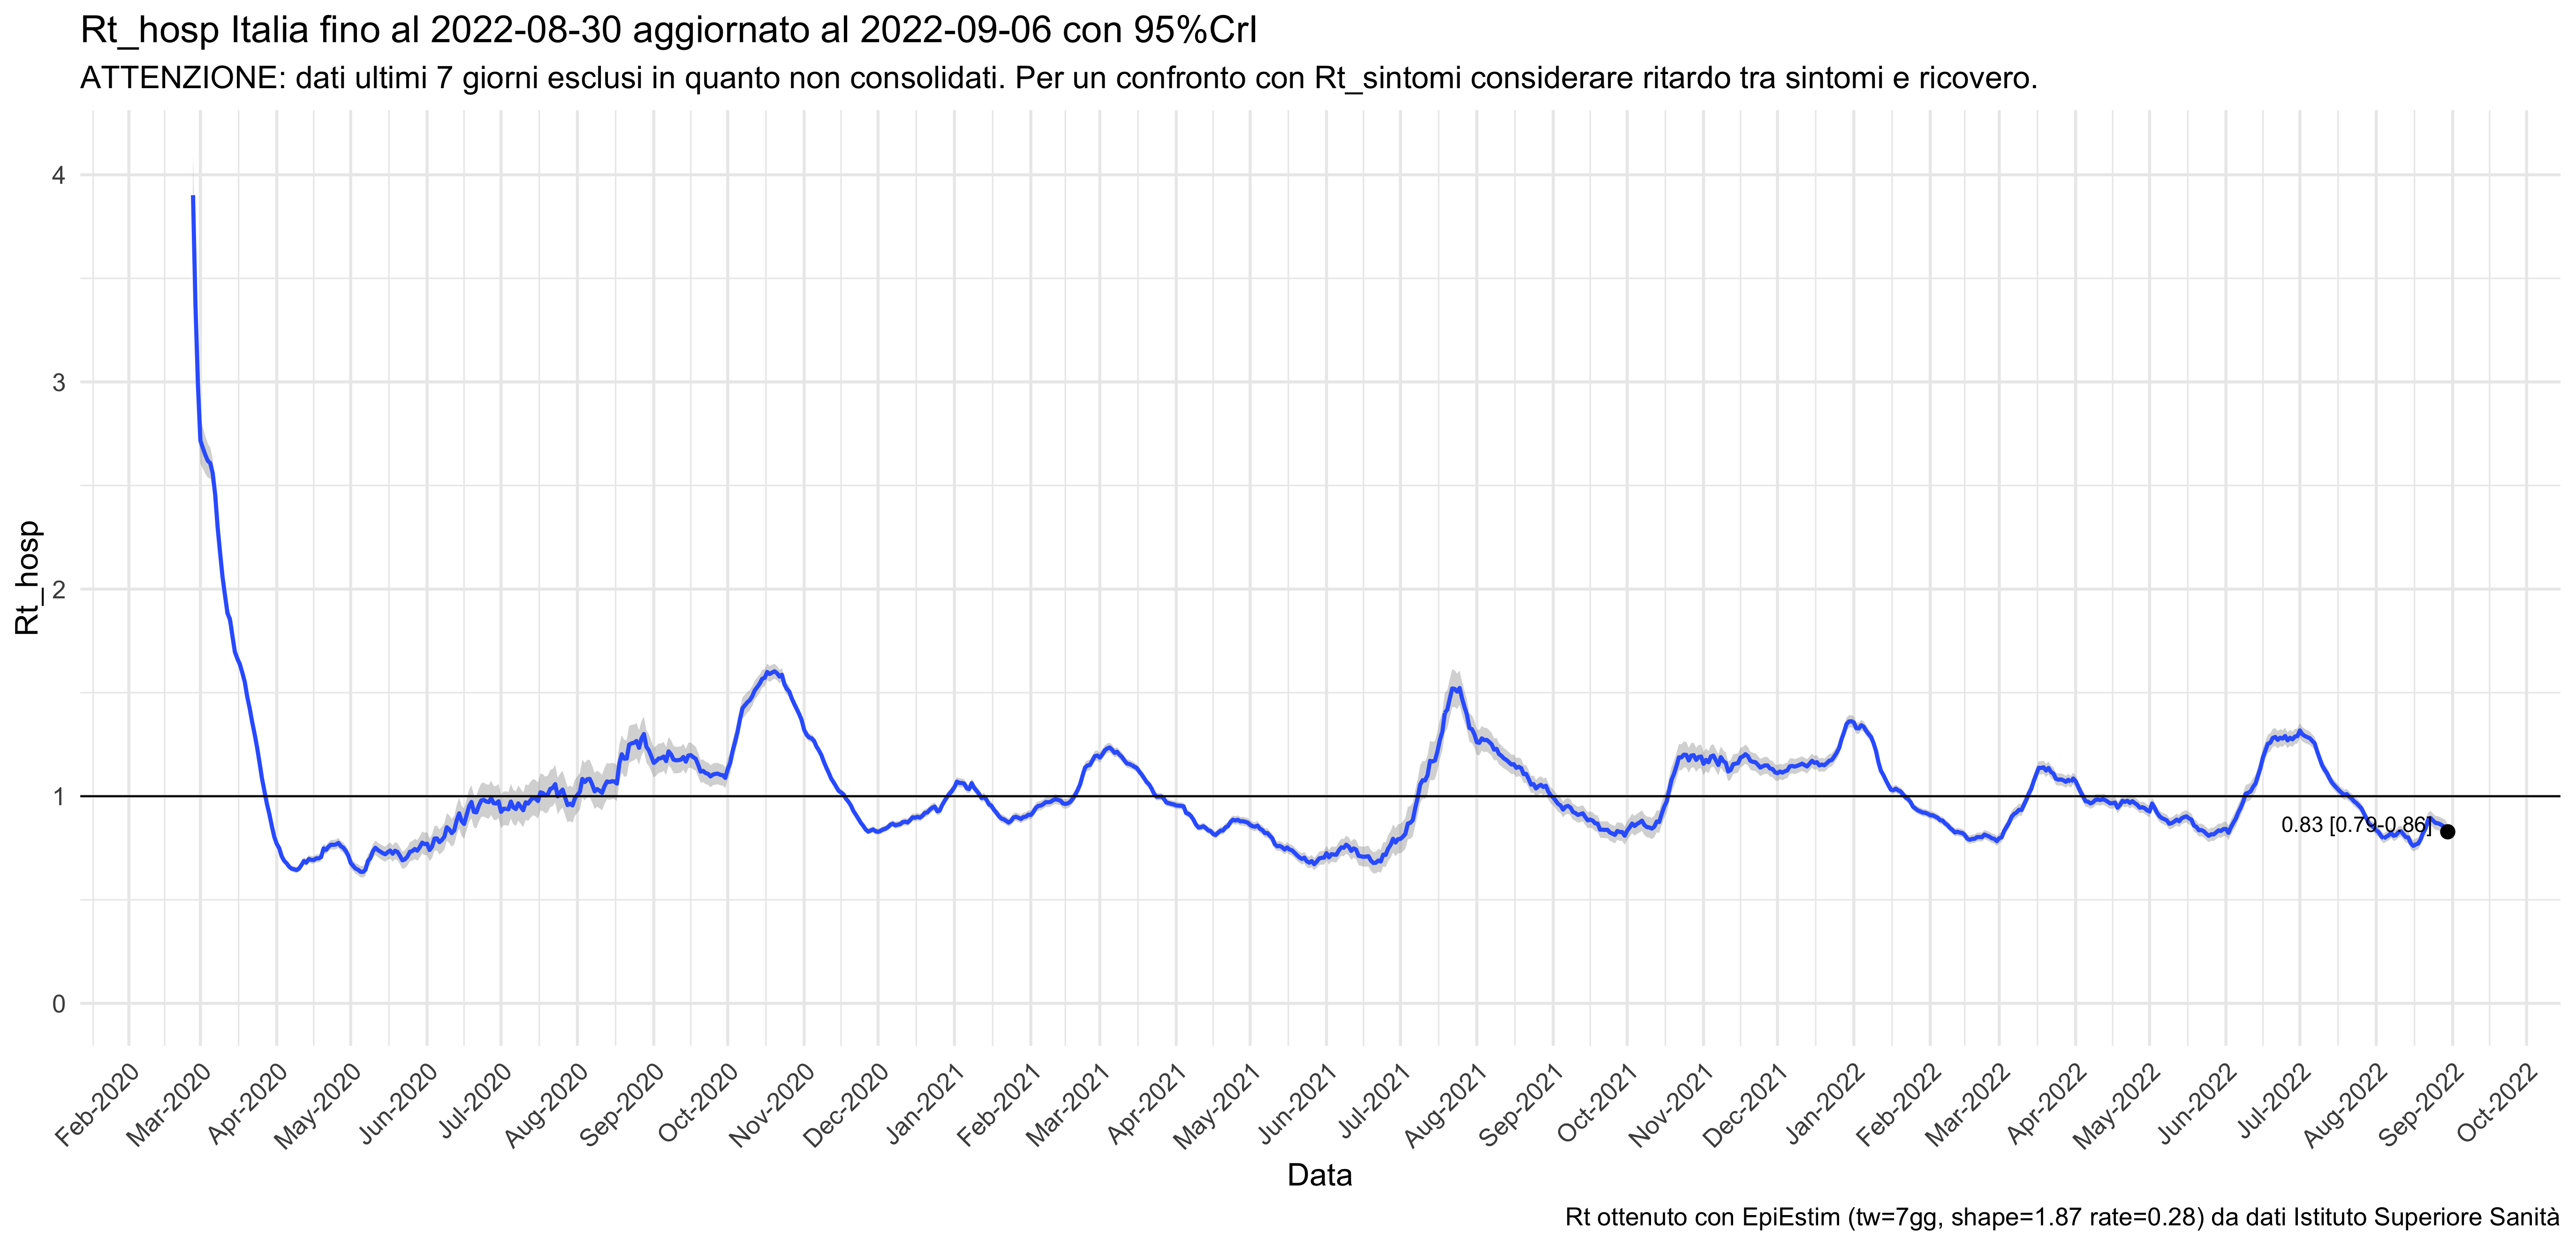 Rt_hosp Italia fino al 2022-08-30 aggiornato al 2022-09-06 con 95%CrI
ATTENZIONE: dati ultimi 7 giorni esclusi in quanto non consolidati. Per un confronto con Rt_sintomi considerare ritardo tra sintomi e ricovero.
4
3
2
1
0
Rt_hosp
0.83 [0.79-0.86]
Feb-2020
Mar-2020
Apr-2020
May-2020
Jun-2020
Jul-2020
Aug-2020
Sep-2020
Oct-2020
Nov-2020
Dec-2020
Jan-2021
Feb-2021
Mar-2021
Apr-2021
May-2021
Jun-2021
Jul-2021
Aug-2021
Sep-2021
Oct-2021
Nov-2021
Dec-2021
Jan-2022
Feb-2022
Mar-2022
Apr-2022
May-2022
Jun-2022
Jul-2022
Aug-2022
Sep-2022
Oct-2022
Data
Rt ottenuto con EpiEstim (tw=7gg, shape=1.87 rate=0.28) da dati Istituto Superiore Sanità